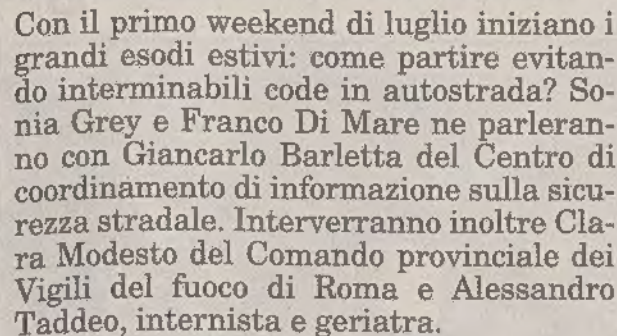 Con il primo weekend di luglio iniziano i
grandi esodi estivi: come partire evitan-
do interminabili code in autostrada? So-
nia Grey e Franco Di Mare ne parleran-
no con Giancarlo Barletta del Centro di
coordinamento di informazione sulla sicu-
rezza stradale. Interverranno inoltre Cla-
ra Modesto del Comando provinciale dei
Vigili del fuoco di Roma e Alessandro
Taddeo, internista e geriatra.